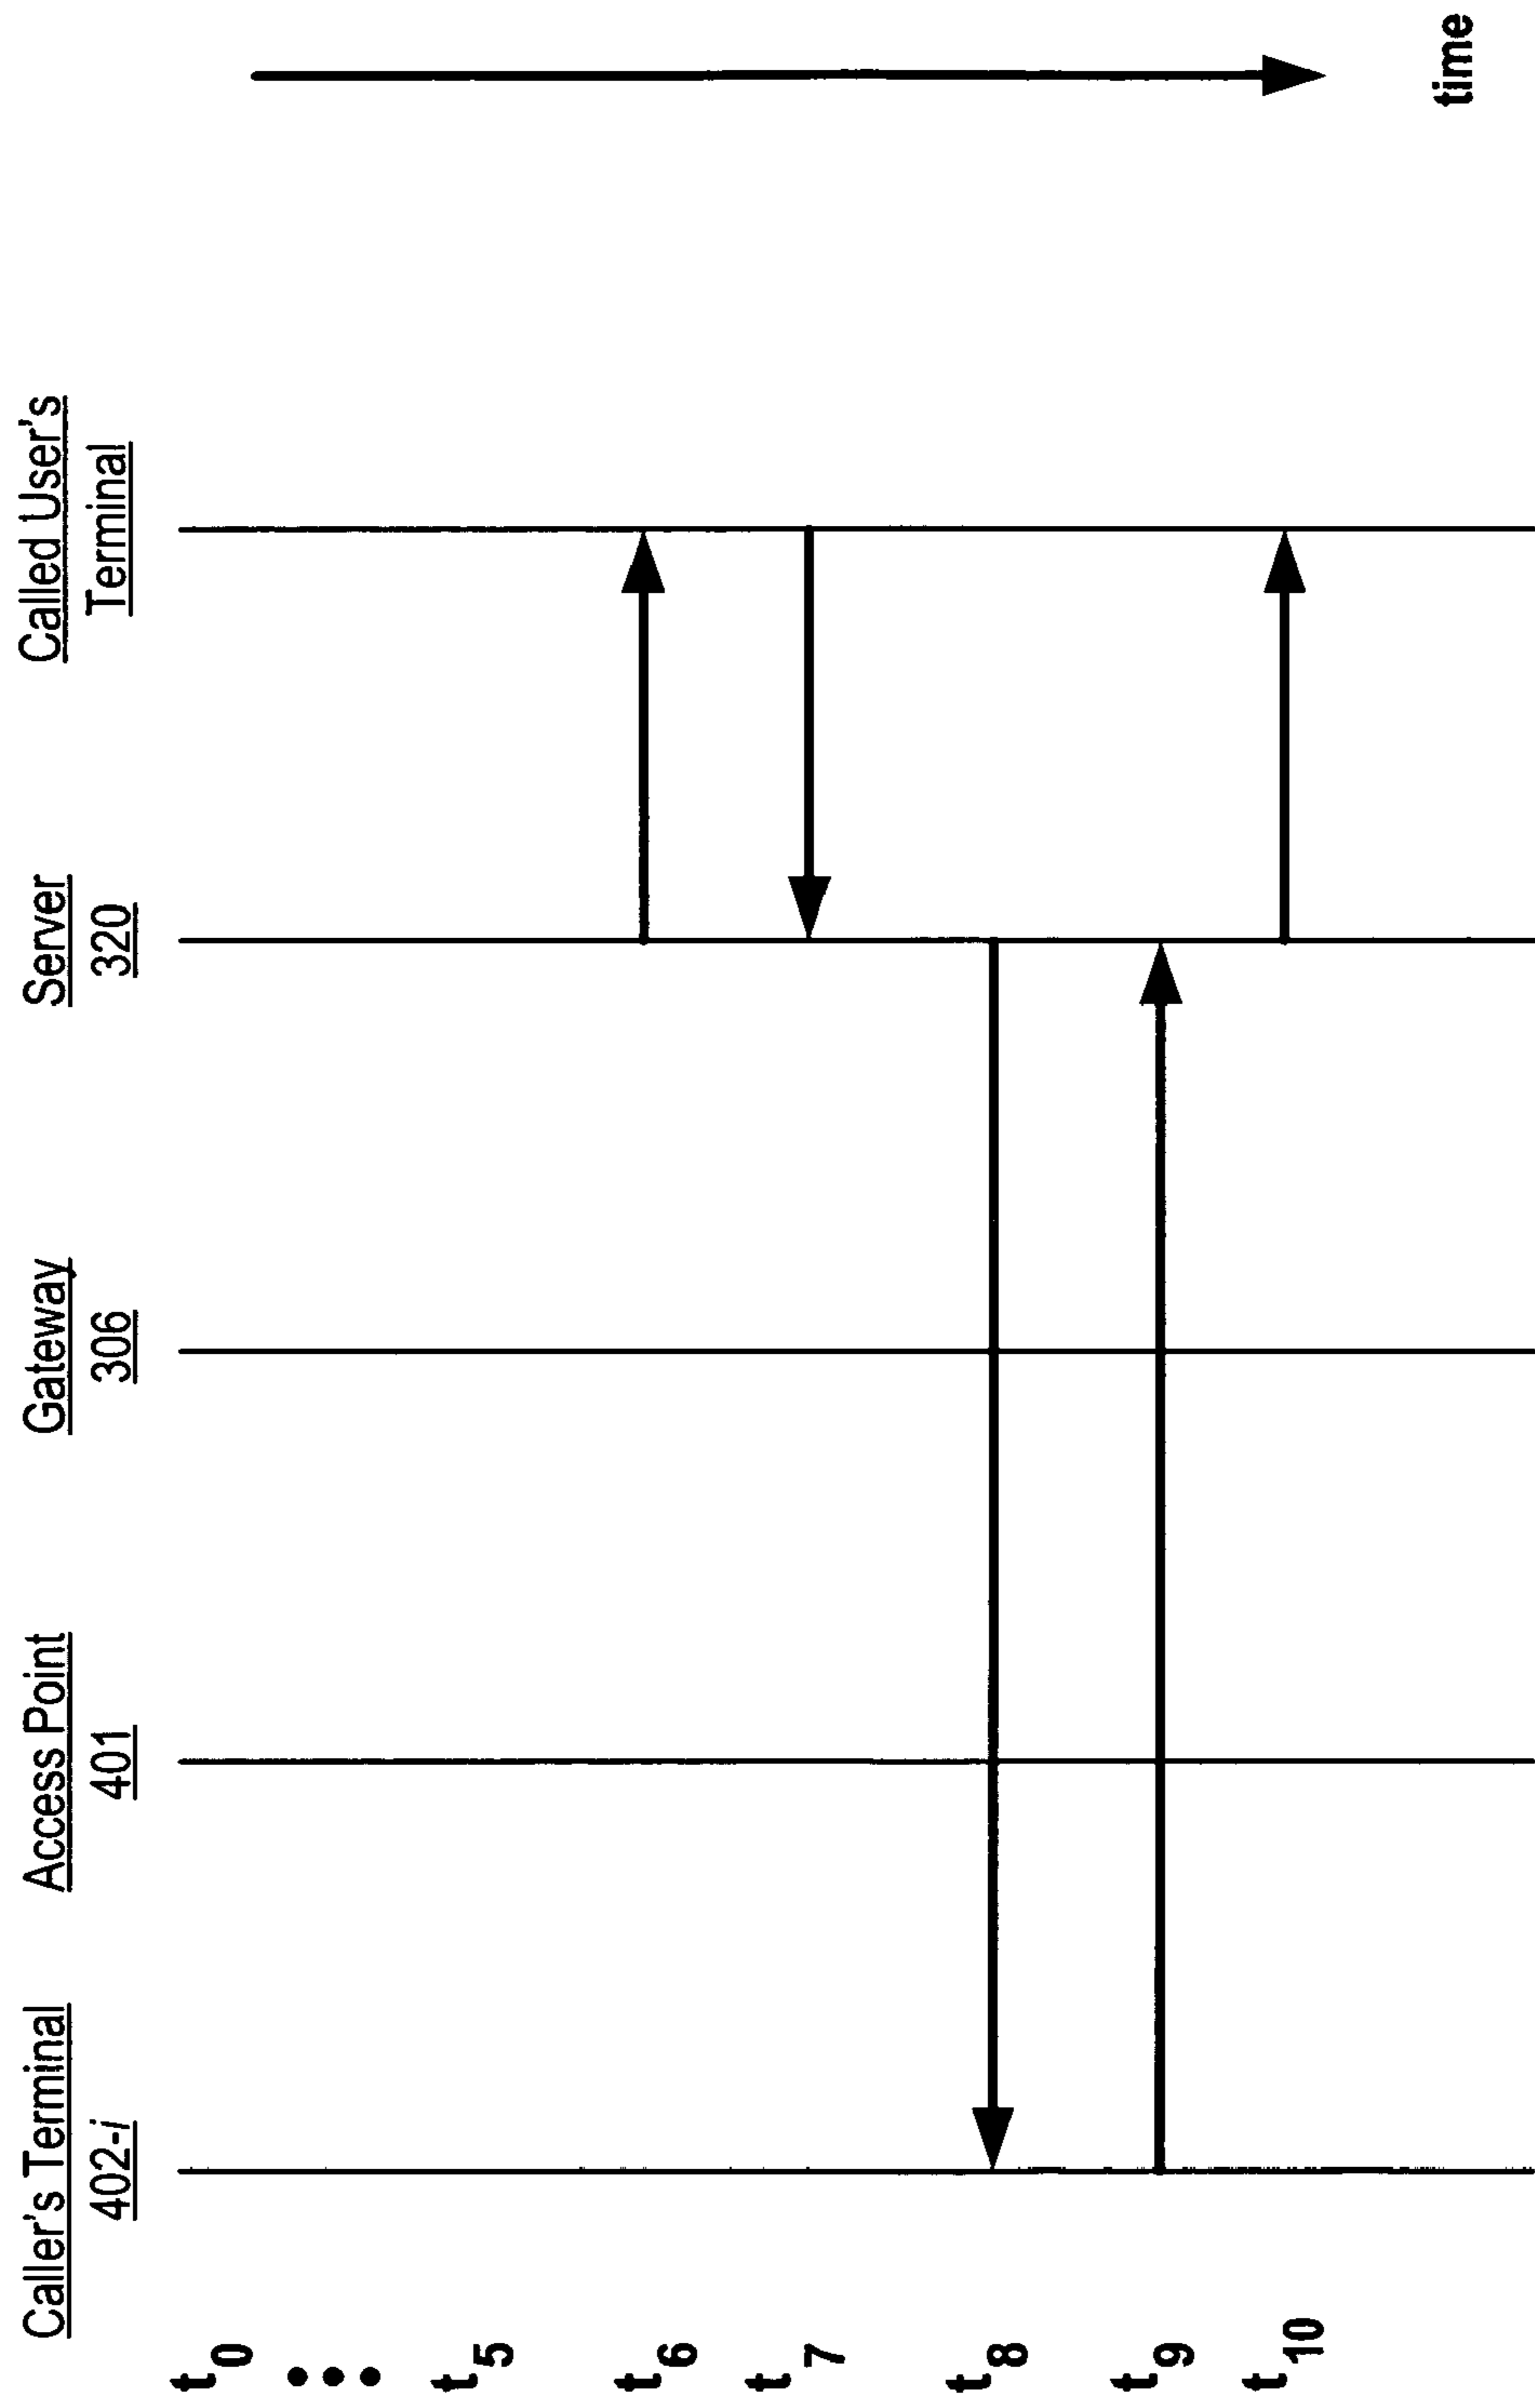 Caller's Terminal
402-i
Access Point
401
Gateway
306
Server
320
Called User's
Terminal
t0
t5
t6
t7
t8
t9
t10
time